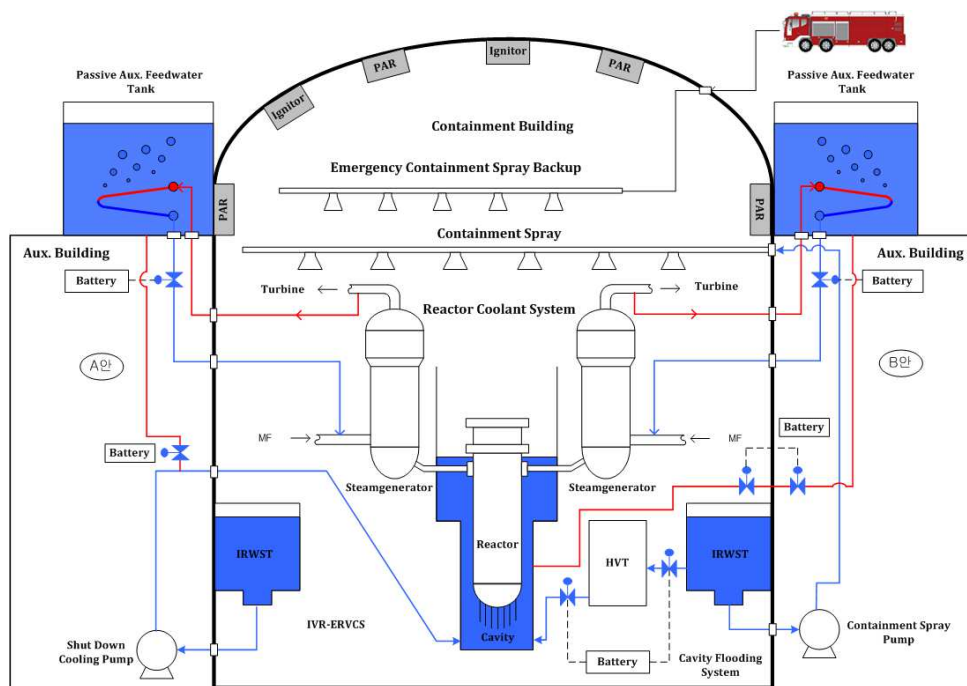 Ignitor
PAR
PAR
Ignitor
Passive Aux. Feedwater
Tank
Passive Aux. Feedwater
Tank
Containment Building
Emergency Containment Spray Backup
PAR
PAR
Containment Spray
Aux. Building
Aux. Building
Battery
Battery
Turbine
Turbine
Reactor Coolant System
A안
B안
MF
MF
Battery
Battery
Steamgenerator
Steamgenerator
Reactor
IRWST
HVT
IRWST
IVR-ERVCS
Cavity
Shut Down
Cooling Pump
Containment Spray
Pump
Battery
Cavity Flooding
System